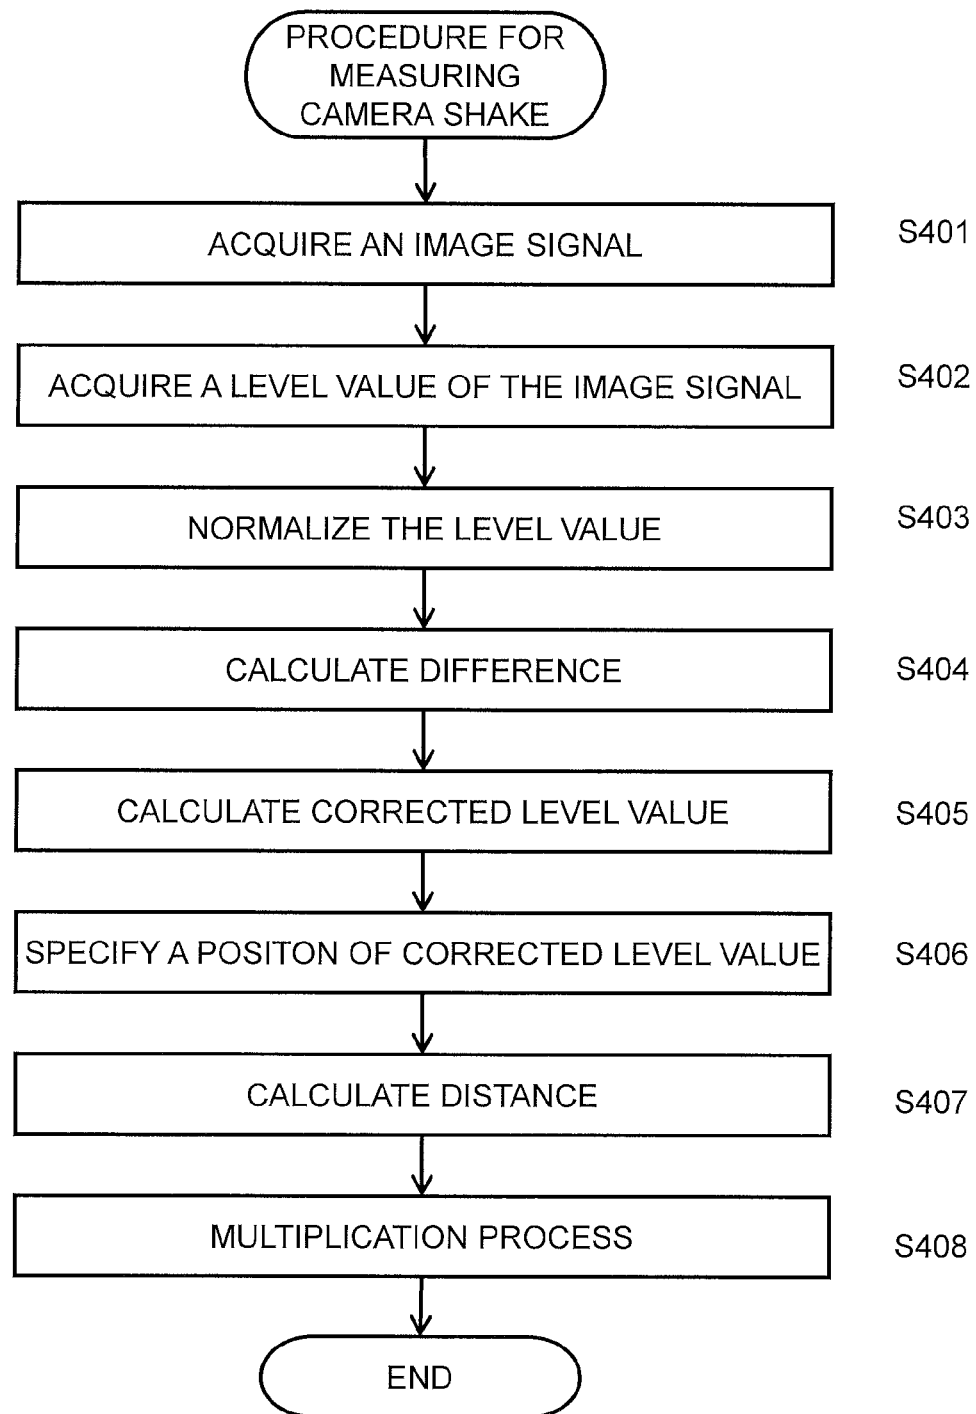 PROCEDURE FOR
MEASURING
CAMERA SHAKE
ACQUIRE AN IMAGE SIGNAL
S401
ACQUIRE A LEVEL VALUE OF THE IMAGE SIGNAL
S402
NORMALIZE THE LEVEL VALUE
S403
CALCULATE DIFFERENCE
S404
CALCULATE CORRECTED LEVEL VALUE
S405
SPECIFY A POSITON OF CORRECTED LEVEL VALUE
S406
CALCULATE DISTANCE
S407
MULTIPLICATION PROCESS
S408
END